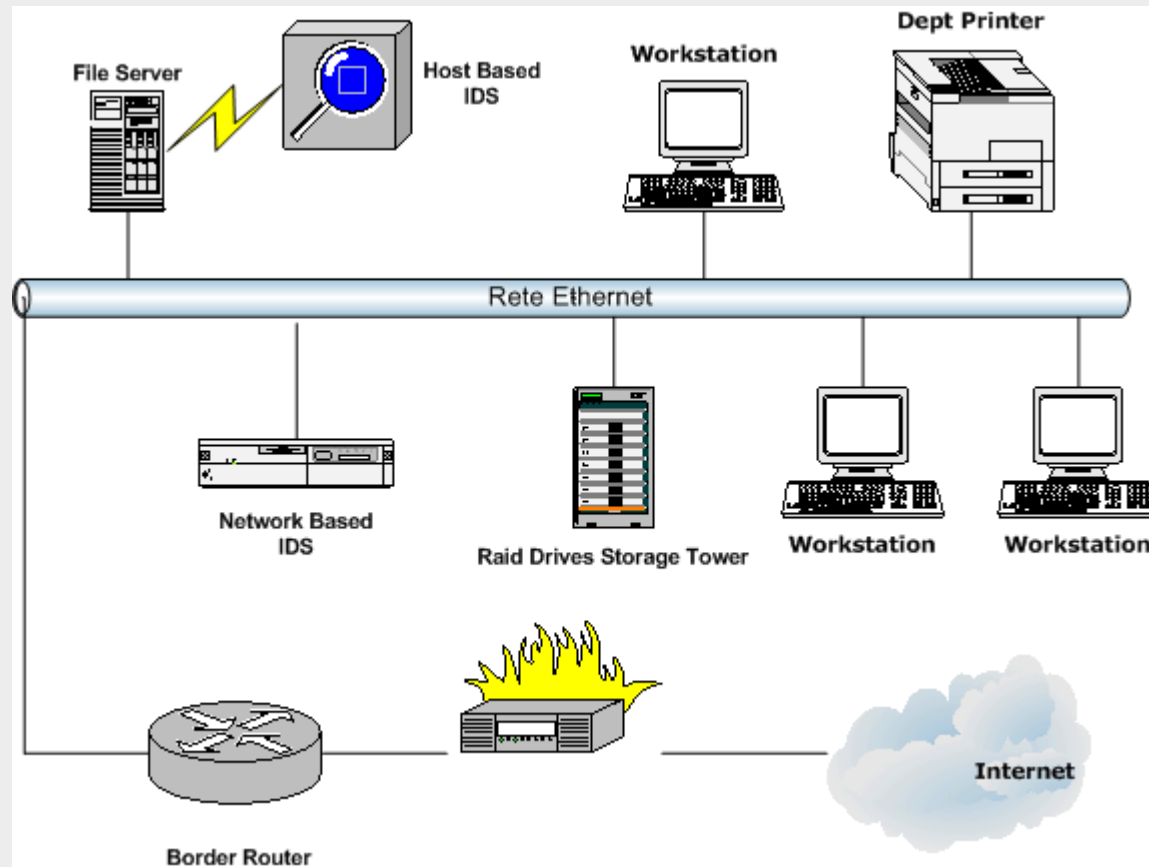 Dept Printer
Workstation
File Server
Host Based
IDS
Rete Ethernet
Network Based
IDS
Raid Drives Storage Tower
Workstation
Workstation
Internet
Border Router